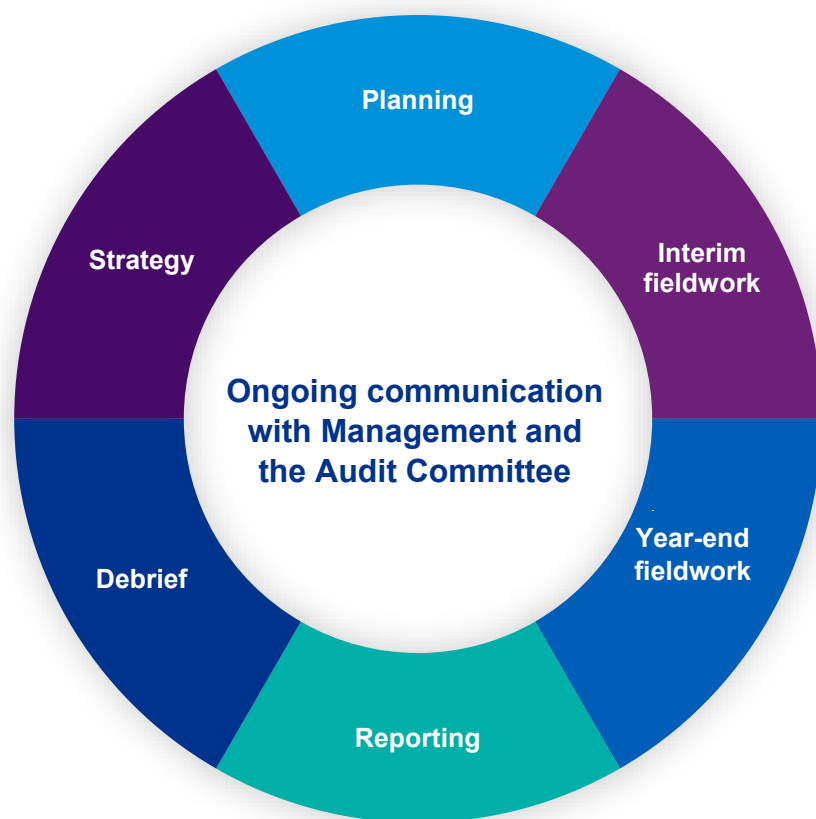 Planning
Strategy
Interim
fieldwork
Ongoing communication
with Management and
the Audit Committee
Year-end
fieldwork
Debrief
Reporting